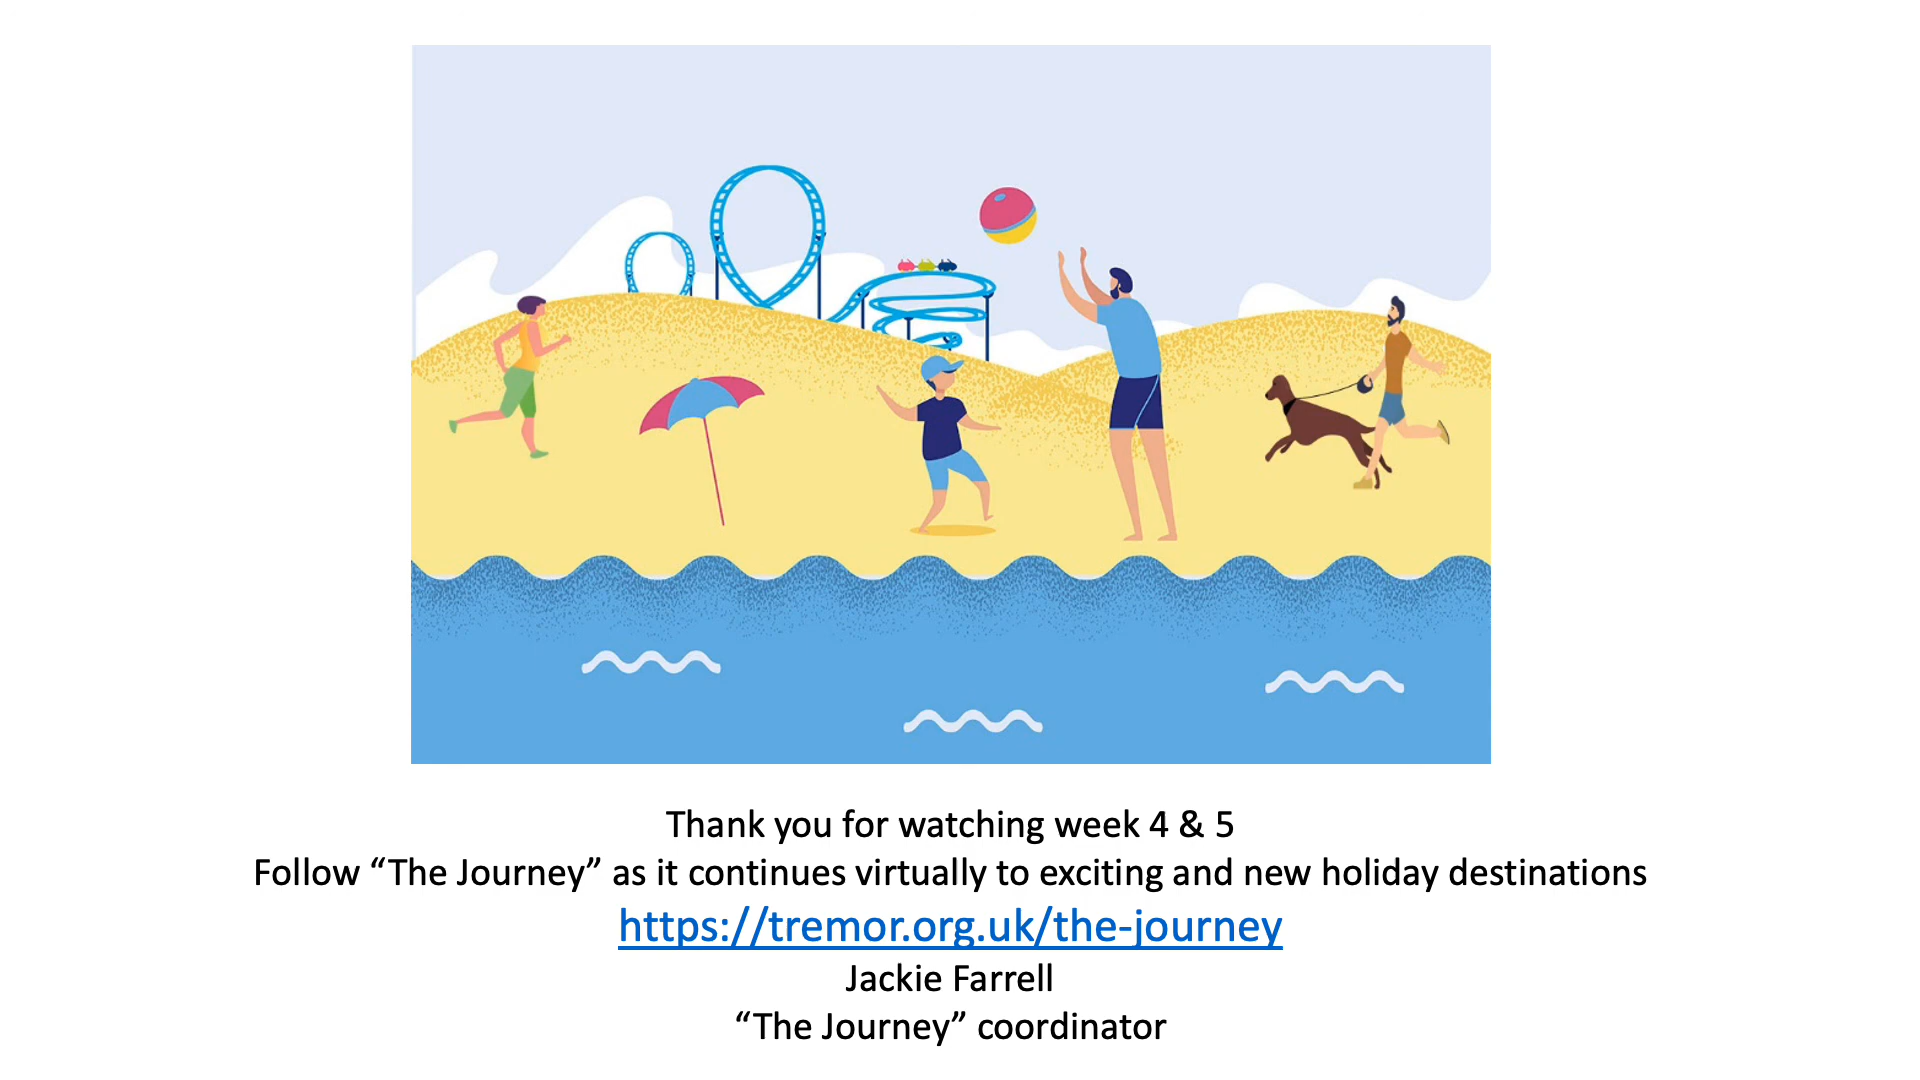 Thank you for watching week 4 & 5
Follow “The Journey” as it continues virtually to exciting and new holiday destinations
https://tremor.org.uk/the-journey
Jackie Farrell
“The Journey” coordinator